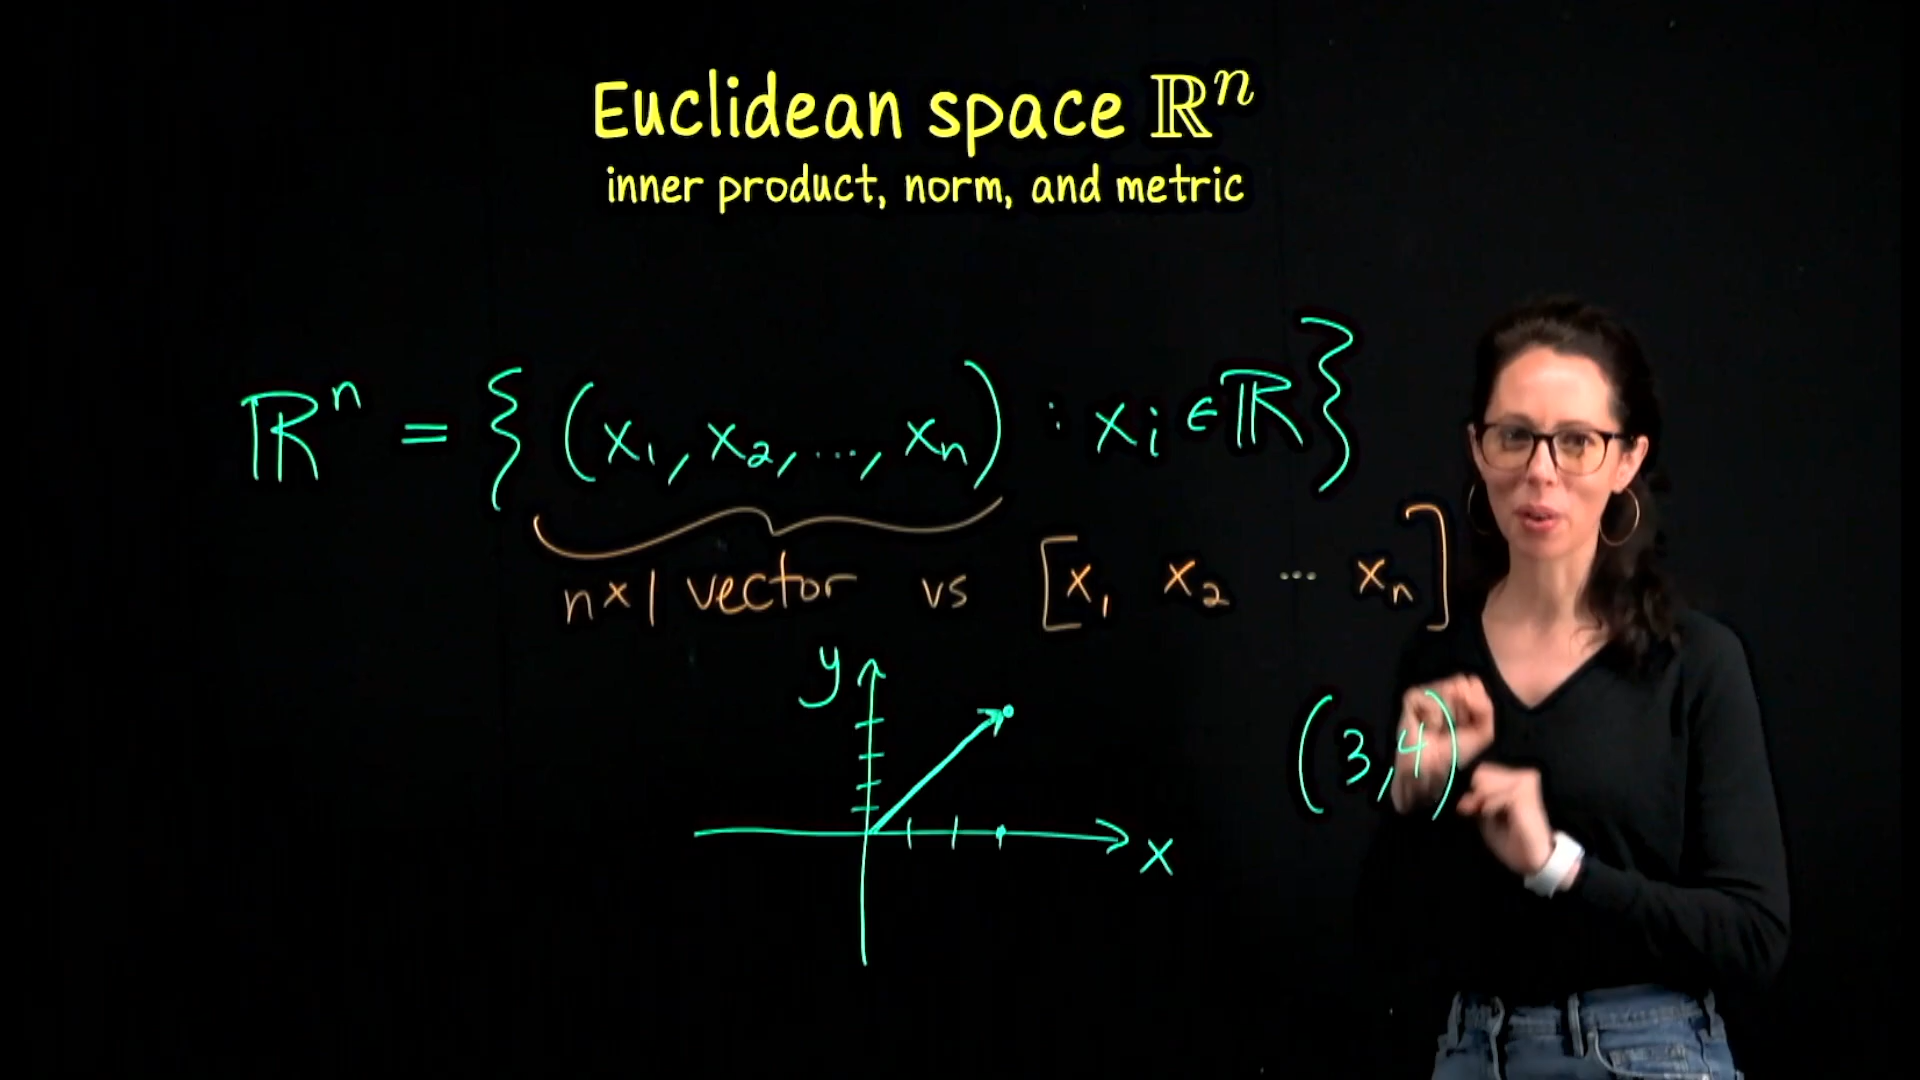 Euclidean space ℝⁿ
inner product, norm, and metric
ℝⁿ = { (x₁, x₂, ..., xₙ) : xᵢ ∈ ℝ }
n×1 vector vs [x₁ x₂ ... xₙ]
y
(3,4)
x